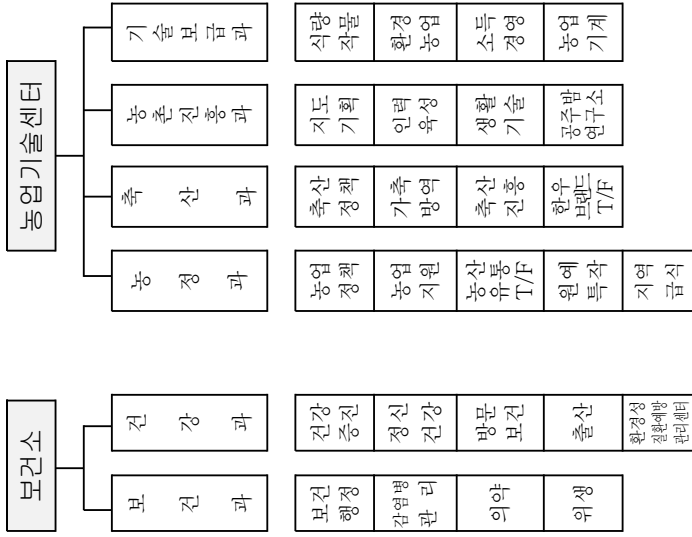 보건소
보 건 과
보건
행정
감염병
관 리
의약
위생
건 강 과
건강
증진
정신
건강
방문
보건
출산
환경성
질환예방
관리센터
농업기술센터
농 정 과
농업
정책
농업
지원
농산
유통
T/F
원예
특작
지역
급식
축 산 과
축산
정책
가축
방역
축산
진흥
한우
브랜드
T/F
농촌진흥과
지도
기획
인력
육성
생활
기술
공주밤
연구소
기술보급과
식량
작물
환경
농업
소득
경영
농업
기계